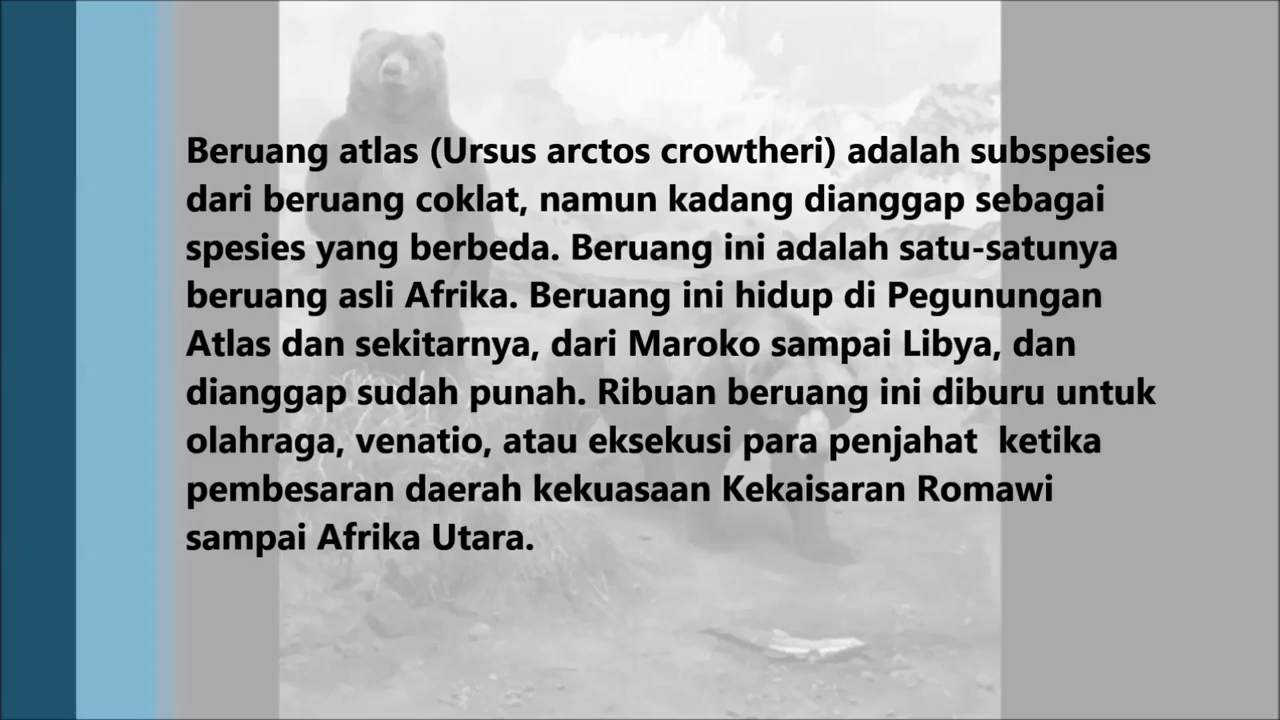 Beruang atlas (Ursus arctos crowtheri) adalah subspesies
dari beruang coklat, namun kadang dianggap sebagai
spesies yang berbeda. Beruang ini adalah satu-satunya
beruang asli Afrika. Beruang ini hidup di Pegunungan
Atlas dan sekitarnya, dari Maroko sampai Libya, dan
dianggap sudah punah. Ribuan beruang ini diburu untuk
olahraga, venatio, atau eksekusi para penjahat  ketika
pembesaran daerah kekuasaan Kekaisaran Romawi
sampai Afrika Utara.